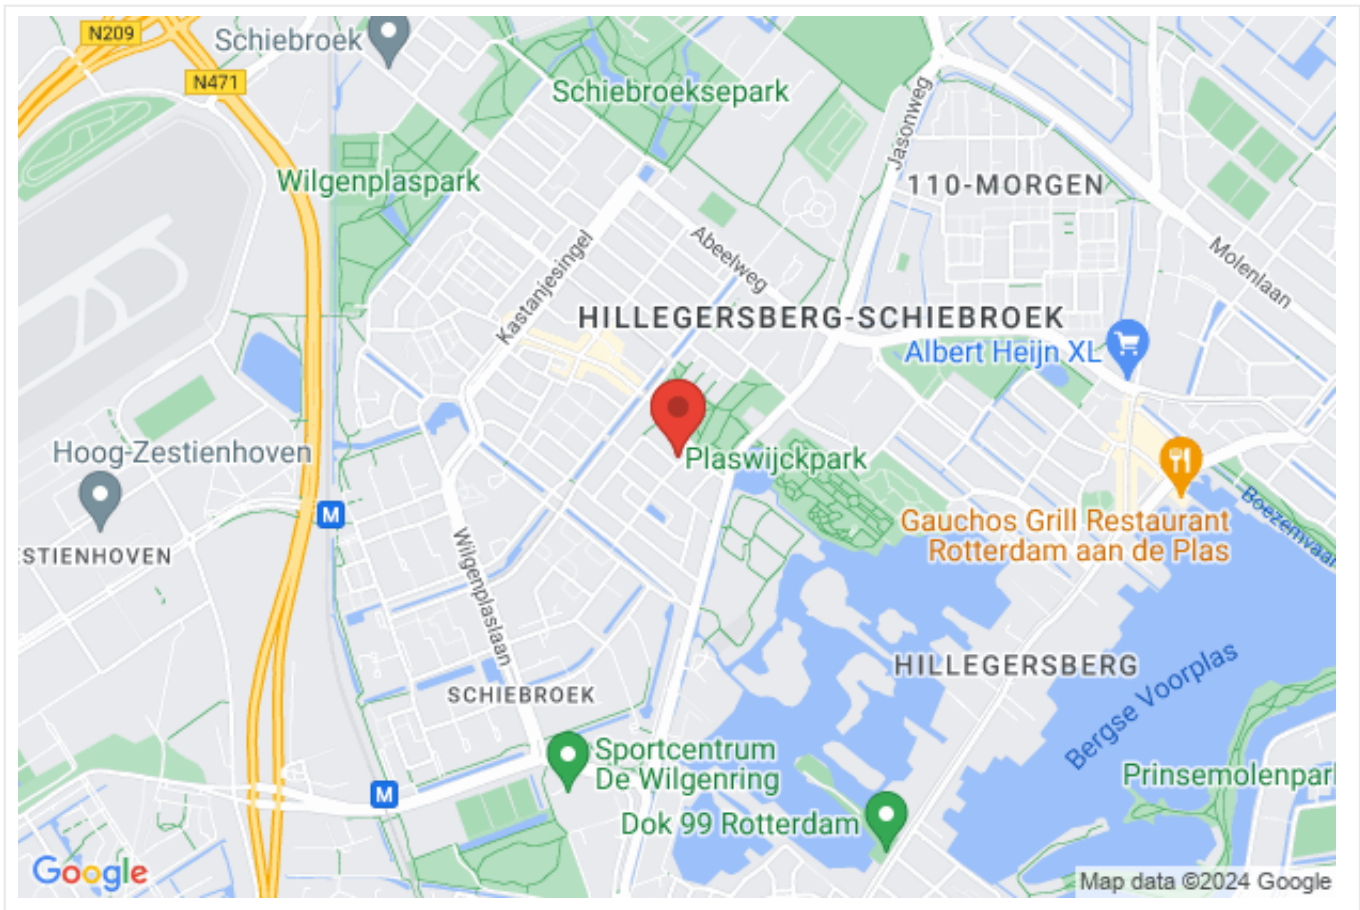 N209
Schiebroek
N471
Schiebroeksepark
Jasonweg
Wilgenplaspark
110-MORGEN
Abeelweg
Molenlaan
Kastanjesingel
HILLEGERSBERG-SCHIEBROEK
Albert Heijn XL
Hoog-Zestienhoven
Plaswijckpark
M
Boezemvaar
Gauchos Grill Restaurant
Rotterdam aan de Plas
ESTIENHOVEN
Wilgenplaslaan
HILLEGERSBERG
SCHIEBROEK
Bergse Voorplas
Sportcentrum
De Wilgenring
Prinsemolenpark
M
Dok 99 Rotterdam
Google
Map data ©2024 Google